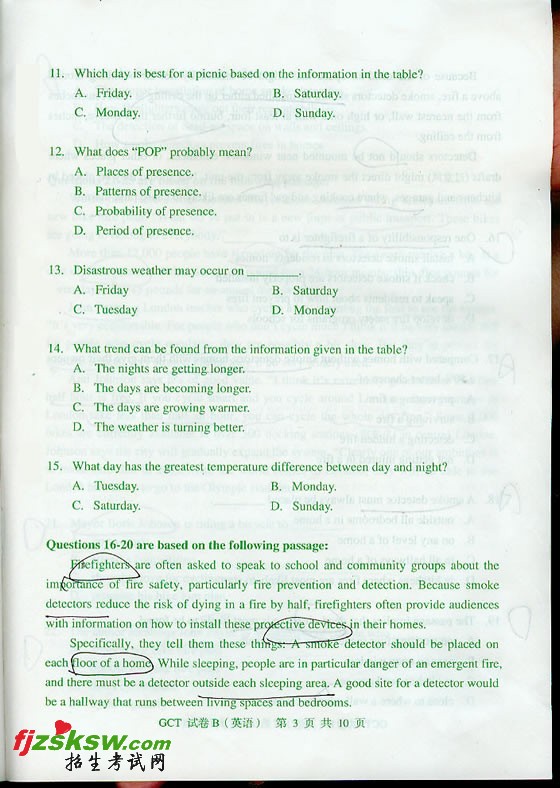 11. Which day is best for a picnic based on the information in the table?
A. Friday. B. Saturday.
C. Monday. D. Sunday.
12. What does “POP” probably mean?
A. Places of presence.
B. Patterns of presence.
C. Probability of presence.
D. Period of presence.
13. Disastrous weather may occur on ________.
A. Friday B. Saturday
C. Tuesday D. Monday
14. What trend can be found from the information given in the table?
A. The nights are getting longer.
B. The days are becoming longer.
C. The days are growing warmer.
D. The weather is turning better.
15. What day has the greatest temperature difference between day and night?
A. Tuesday. B. Monday.
C. Saturday. D. Sunday.
Questions 16-20 are based on the following passage:
Firefighters are often asked to speak to school and community groups about the
importance of fire safety, particularly fire prevention and detection. Because smoke
detectors reduce the risk of dying in a fire by half, firefighters often provide audiences
with information on how to install these protective devices in their homes.
Specifically, they tell them these things: A smoke detector should be placed on
each floor of a home. While sleeping, people are in particular danger of an emergent fire,
and there must be a detector outside each sleeping area. A good site for a detector would
be a hallway that runs between living spaces and bedrooms.
GCT 试卷 B（英语） 第 3 页 共 10 页
fjzsksw.com
招生考试网